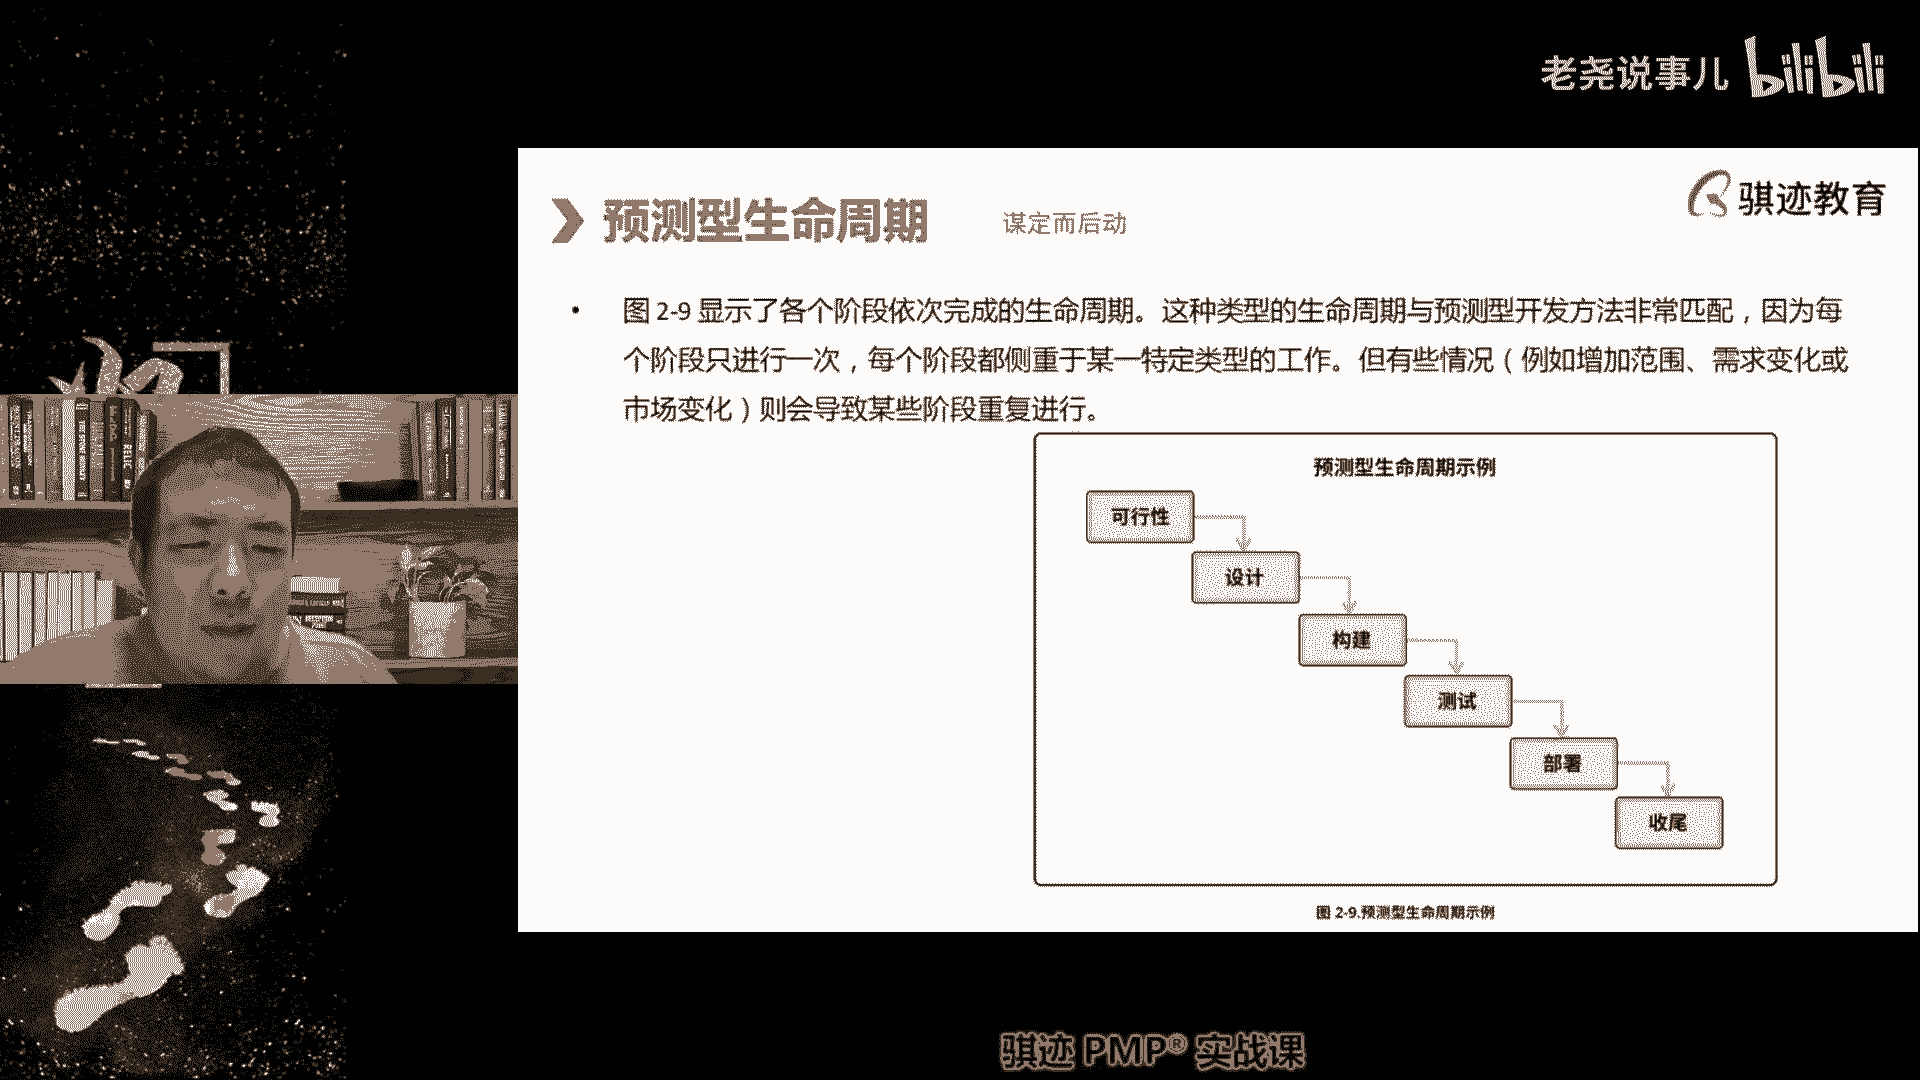 老尧说事儿 bilibili
骐迹教育
预测型生命周期 谋定而后动
• 图 2-9 显示了各个阶段依次完成的生命周期。这种类型的生命周期与预测型开发方法非常匹配，因为每
个阶段只进行一次，每个阶段都侧重于某一特定类型的工作。但有些情况（例如增加范围、需求变化或
市场变化）则会导致某些阶段重复进行。
预测型生命周期示例
可行性
设计
构建
测试
部署
收尾
图 2-9.预测型生命周期示例
骐迹 PMP® 实战课